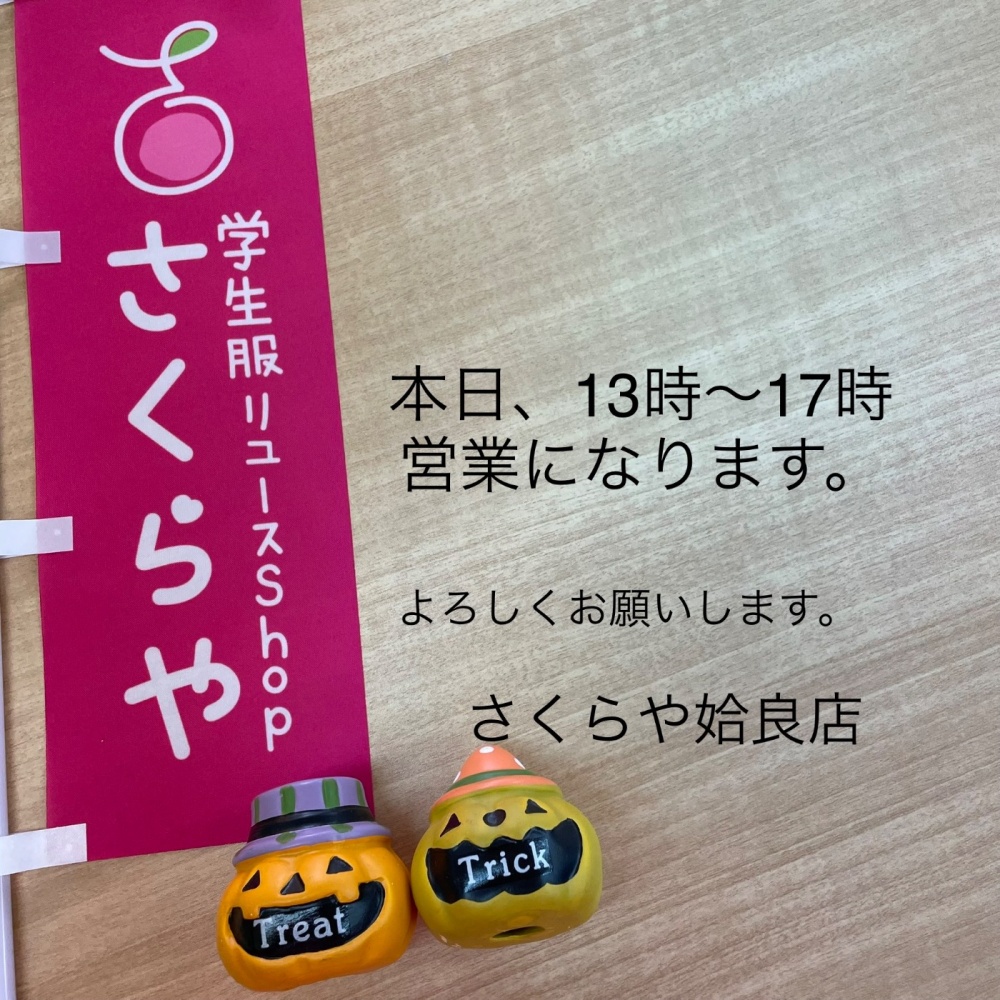 さくらや
学生服リユースShop
本日、13時〜17時
営業になります。
よろしくお願いします。
さくらや姶良店
Treat
Trick